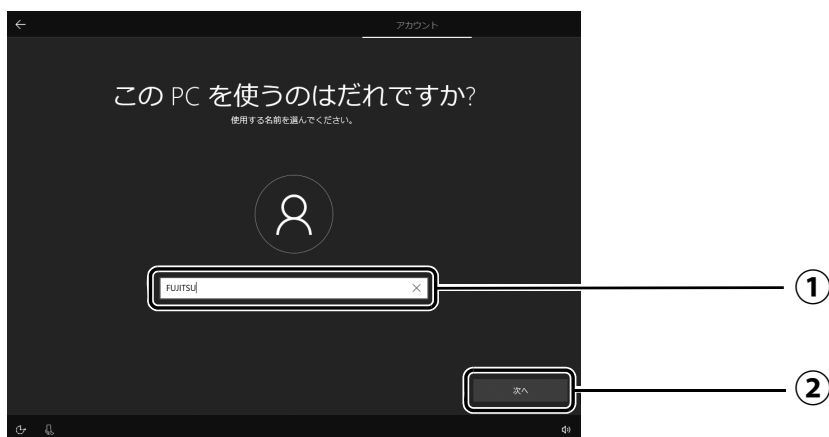 アカウント
この PC を使うのはだれですか?
使用する名前を選んでください。
FUJITSU
①
次へ
②